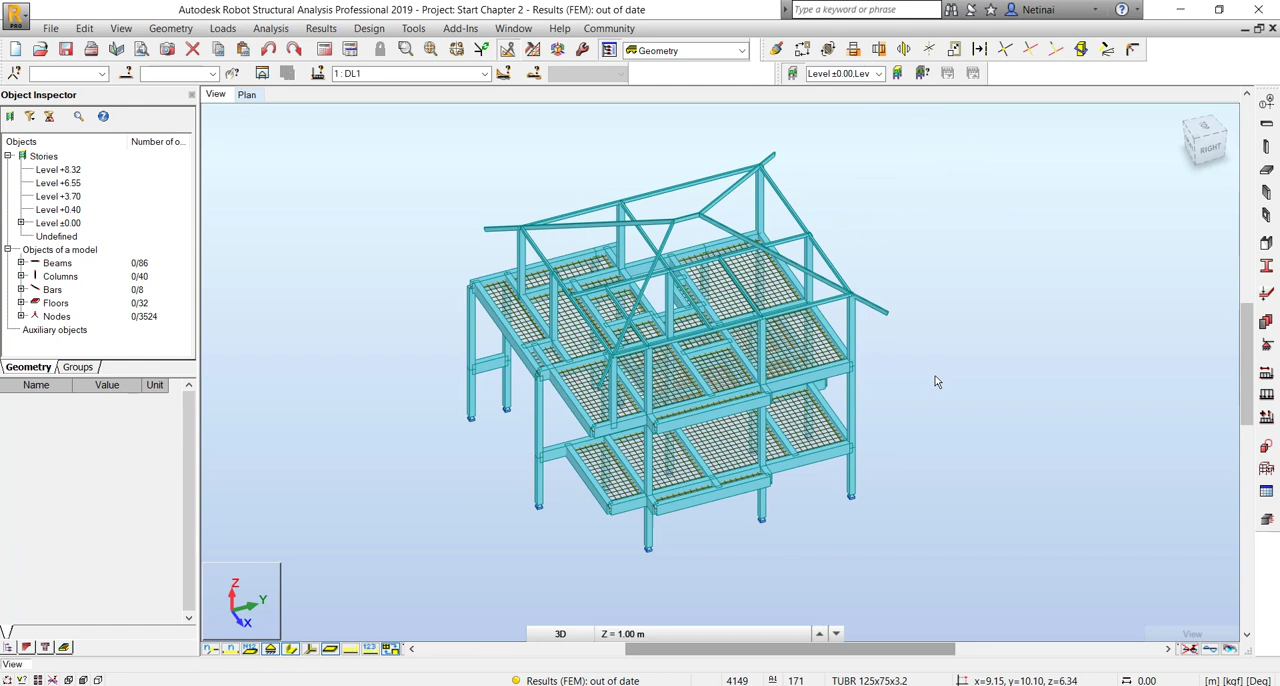 Autodesk Robot Structural Analysis Professional 2019 - Project: Start Chapter 2 - Results (FEM): out of date
Type a keyword or phrase
Netinai
PRO
File Edit View Geometry Loads Analysis Results Design Tools Add-Ins Window Help Community
Geometry
1: DL1
Level ±0.00.Lev
Object Inspector
View Plan
Objects Number of o...
Stories
Level +8.32
Level +6.55
Level +3.70
Level +0.40
Level ±0.00
Undefined
Objects of a model
Beams 0/86
Columns 0/40
Bars 0/8
Floors 0/32
Nodes 0/3524
Auxiliary objects
Geometry Groups
Name Value Unit
RIGHT
Z
Y
X
3D Z = 1.00 m
View
View
Results (FEM): out of date 4149 171 TUBR 125x75x3.2 x=9.15, y=10.10, z=6.34 0.00 [m] [kgf] [Deg]